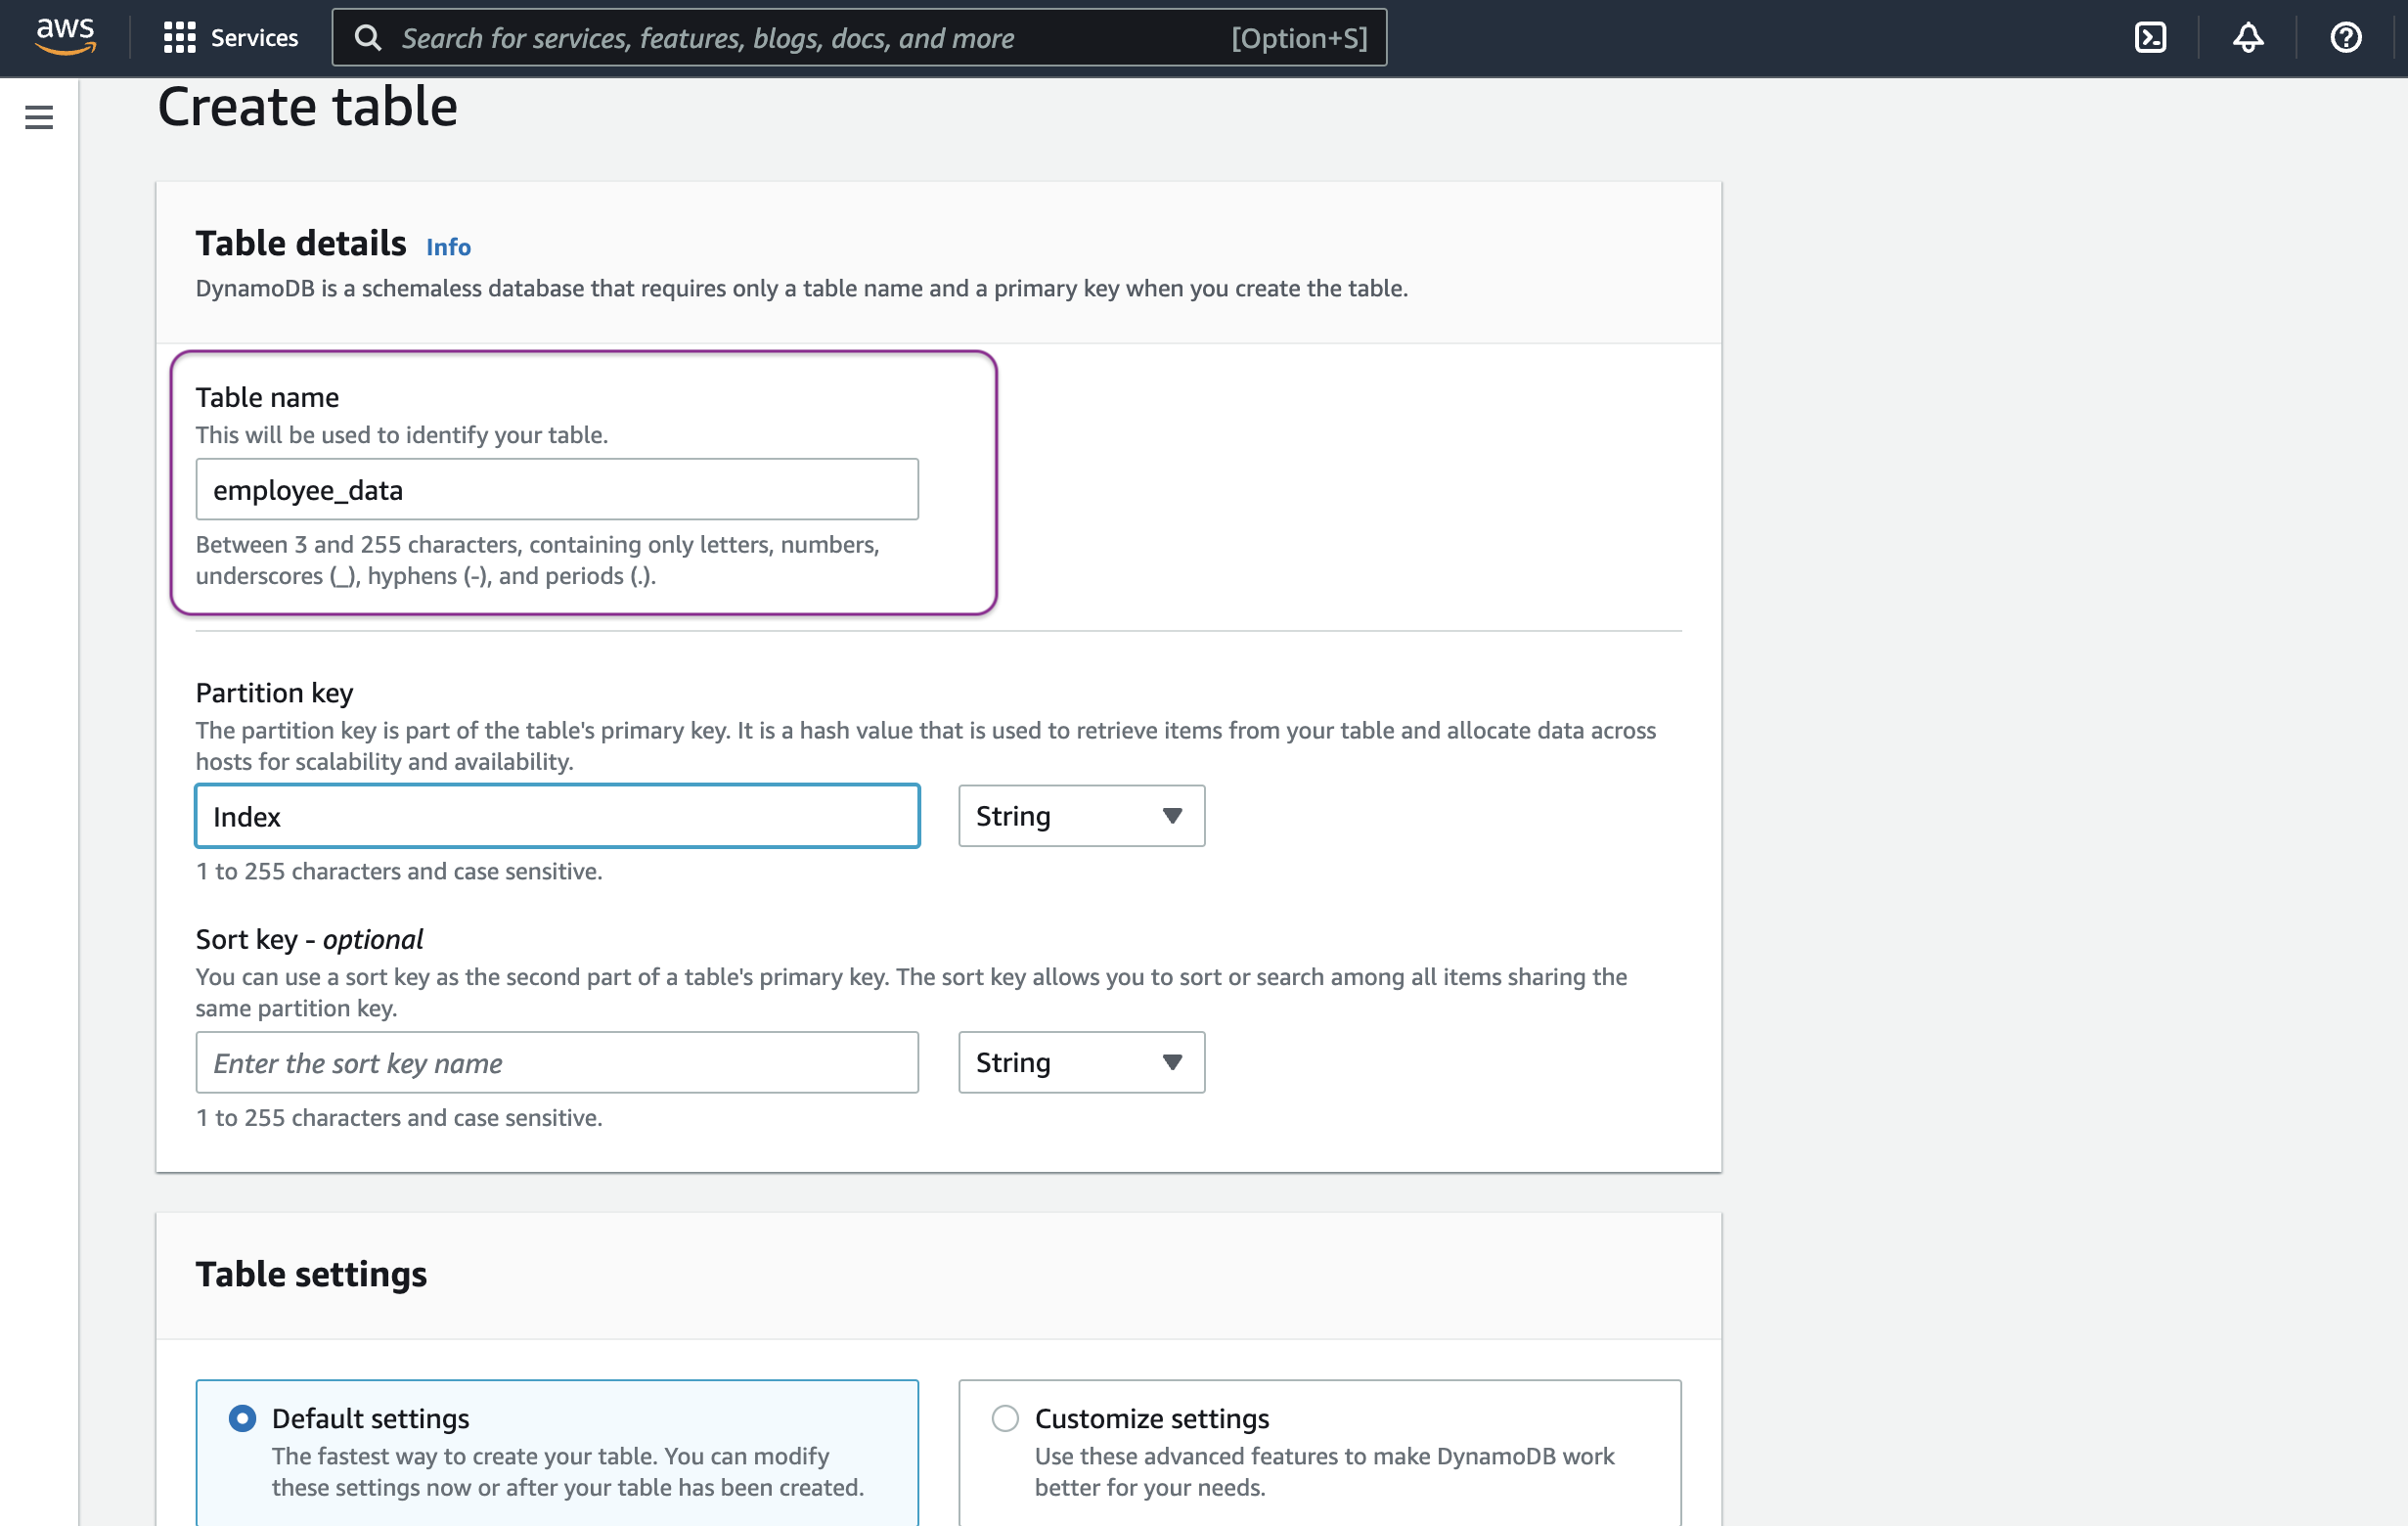 aws
Services
Search for services, features, blogs, docs, and more
[Option+S]
Create table
Table details Info
DynamoDB is a schemaless database that requires only a table name and a primary key when you create the table.
Table name
This will be used to identify your table.
employee_data
Between 3 and 255 characters, containing only letters, numbers,
underscores (_), hyphens (-), and periods (.).
Partition key
The partition key is part of the table's primary key. It is a hash value that is used to retrieve items from your table and allocate data across
hosts for scalability and availability.
Index
String
1 to 255 characters and case sensitive.
Sort key - optional
You can use a sort key as the second part of a table's primary key. The sort key allows you to sort or search among all items sharing the
same partition key.
Enter the sort key name
String
1 to 255 characters and case sensitive.
Table settings
Default settings
The fastest way to create your table. You can modify
these settings now or after your table has been created.
Customize settings
Use these advanced features to make DynamoDB work
better for your needs.